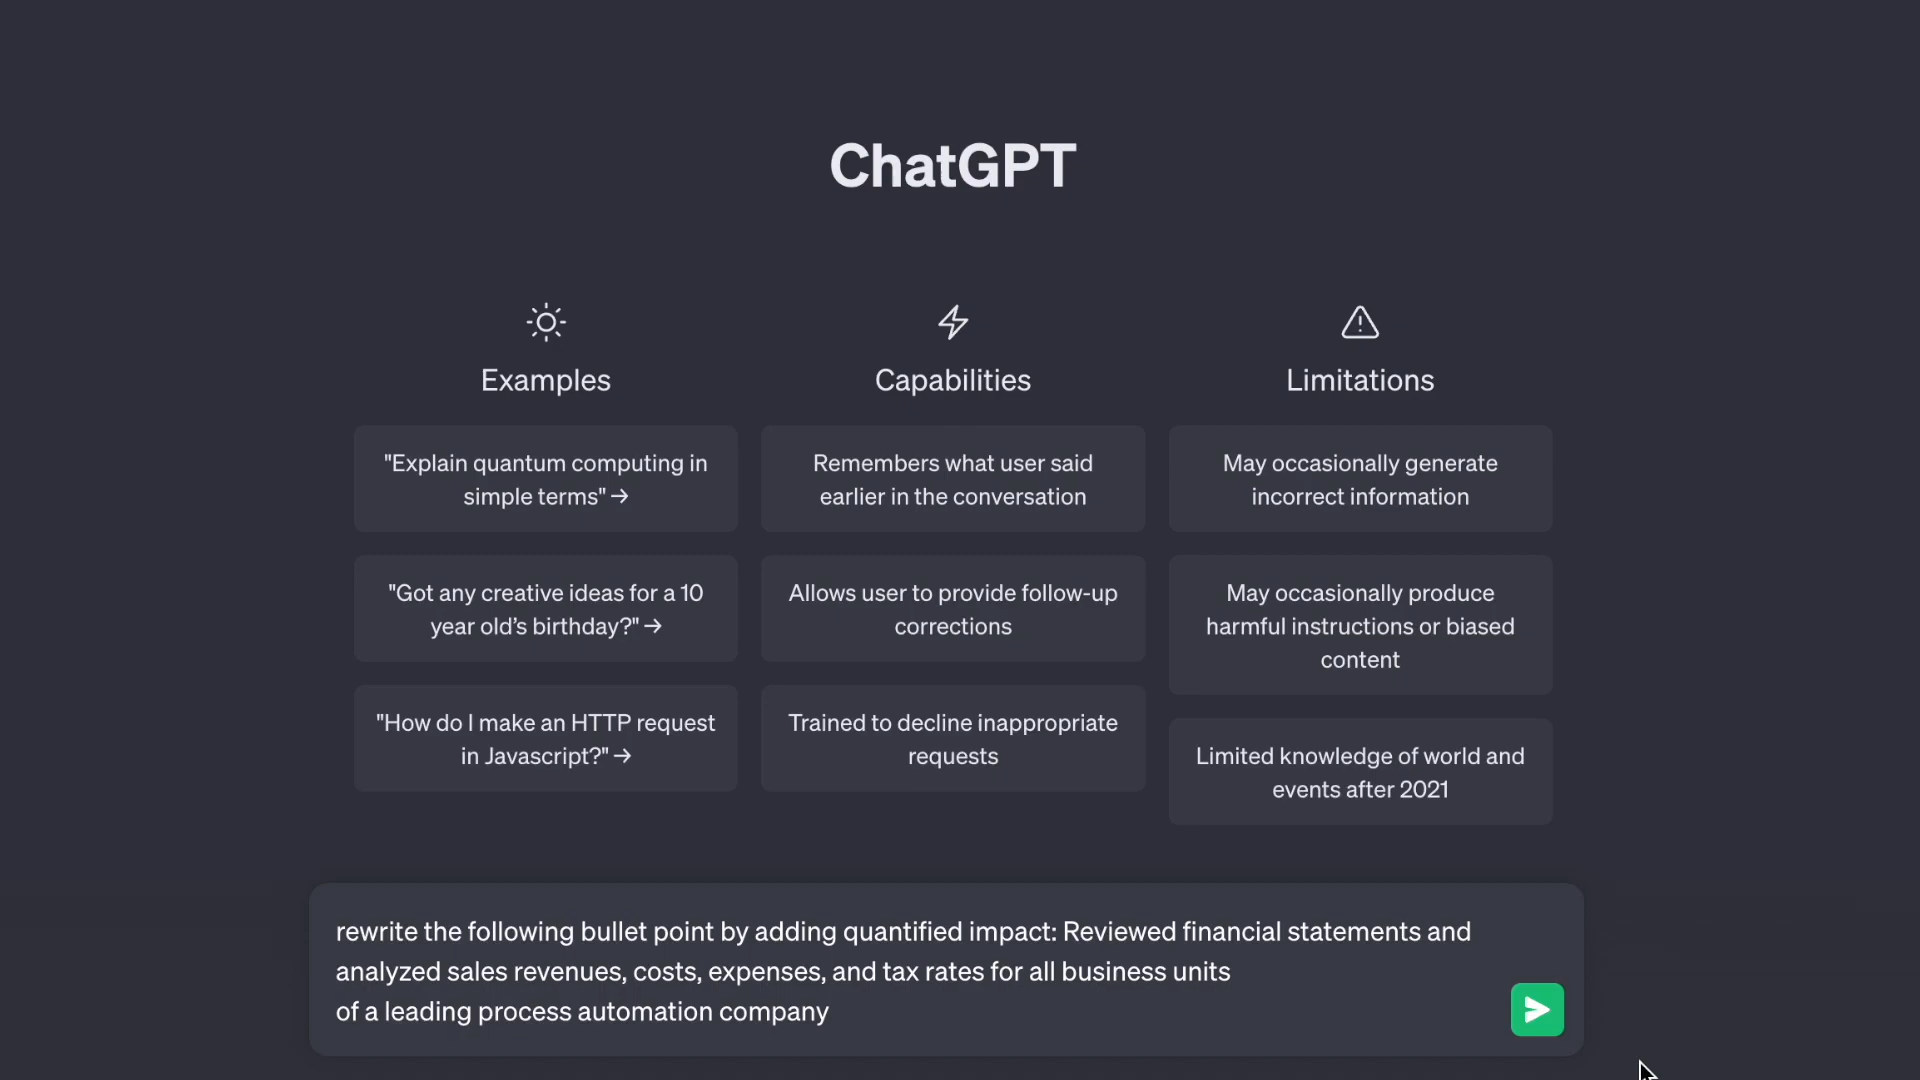 ChatGPT
Examples
"Explain quantum computing in
simple terms" →
"Got any creative ideas for a 10
year old’s birthday?" →
"How do I make an HTTP request
in Javascript?" →
Capabilities
Remembers what user said
earlier in the conversation
Allows user to provide follow-up
corrections
Trained to decline inappropriate
requests
Limitations
May occasionally generate
incorrect information
May occasionally produce
harmful instructions or biased
content
Limited knowledge of world and
events after 2021
rewrite the following bullet point by adding quantified impact: Reviewed financial statements and
analyzed sales revenues, costs, expenses, and tax rates for all business units
of a leading process automation company